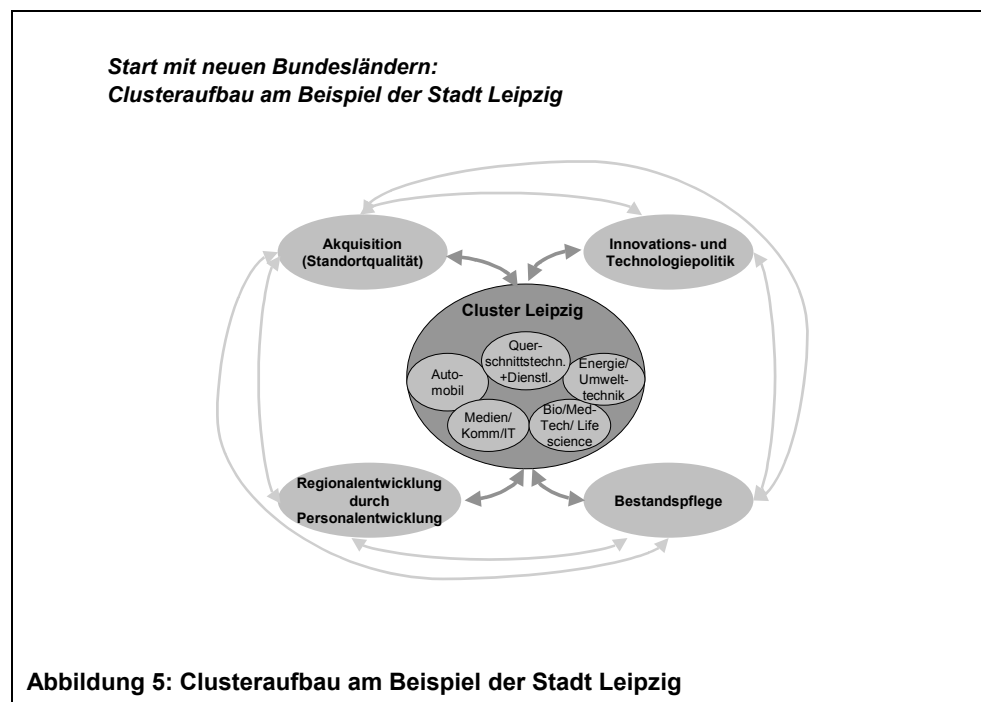 Start mit neuen Bundesländern:
Clusteraufbau am Beispiel der Stadt Leipzig
Akquisition
(Standortqualität)
Innovations- und
Technologiepolitik
Cluster Leipzig
Quer-
schnittstechn.
+Dienstl.
Auto-
mobil
Energie/
Umwelt-
technik
Medien/
Komm/IT
Bio/Med-
Tech/ Life
science
Regionalentwicklung
durch
Personalentwicklung
Bestandspflege
Abbildung 5: Clusteraufbau am Beispiel der Stadt Leipzig